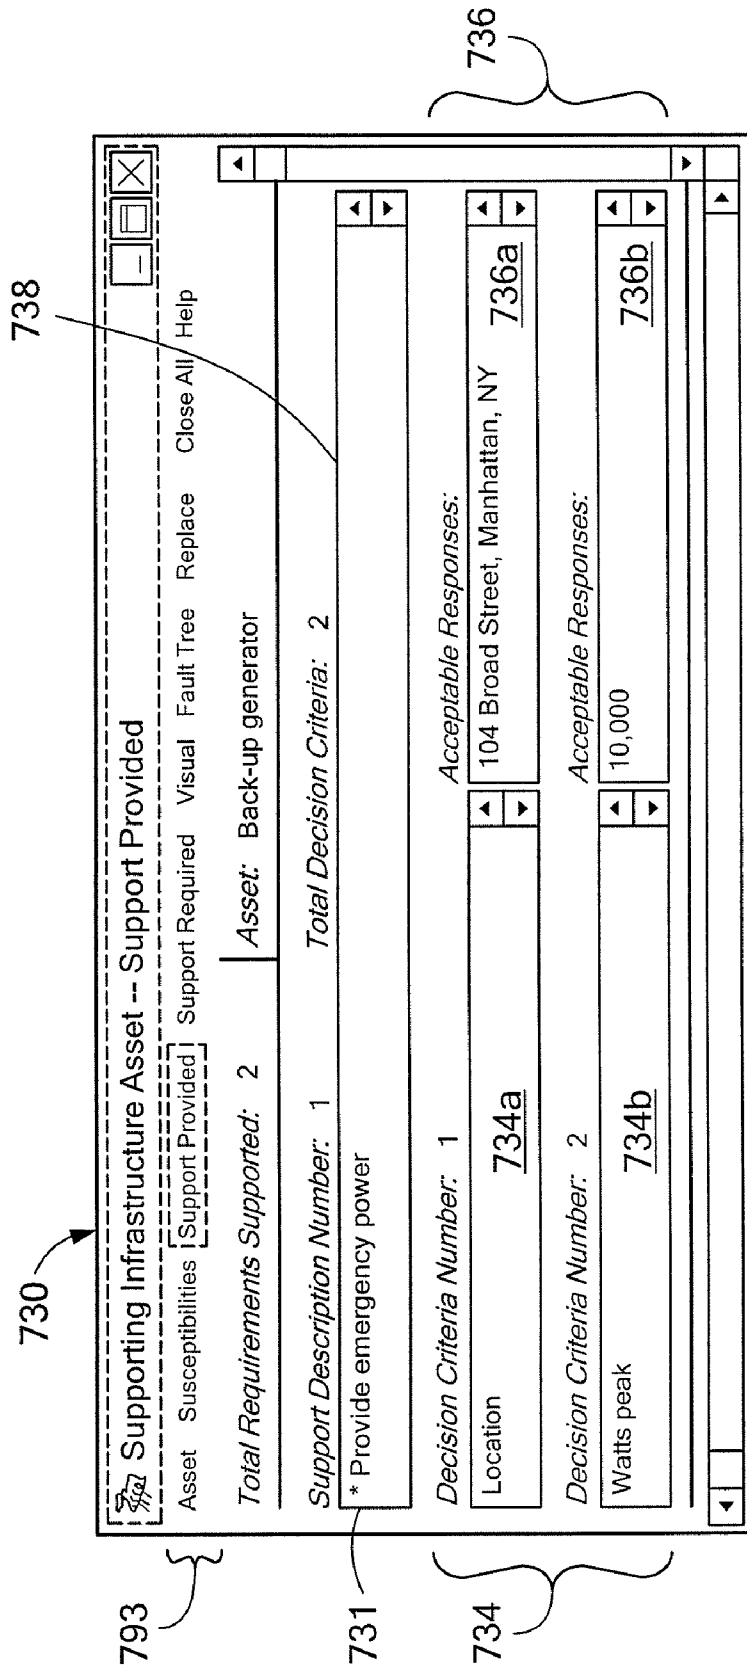 730
738
Supporting Infrastructure Asset -- Support Provided
793
Asset Susceptibilities Support Provided Support Required Visual Fault Tree Replace Close All Help
Total Requirements Supported: 2 Asset: Back-up generator
Support Description Number: 1 Total Decision Criteria: 2
731
* Provide emergency power
Decision Criteria Number: 1 Acceptable Responses:
Location 734a 104 Broad Street, Manhattan, NY 736a
734
736
Decision Criteria Number: 2 Acceptable Responses:
Watts peak 734b 10,000 736b